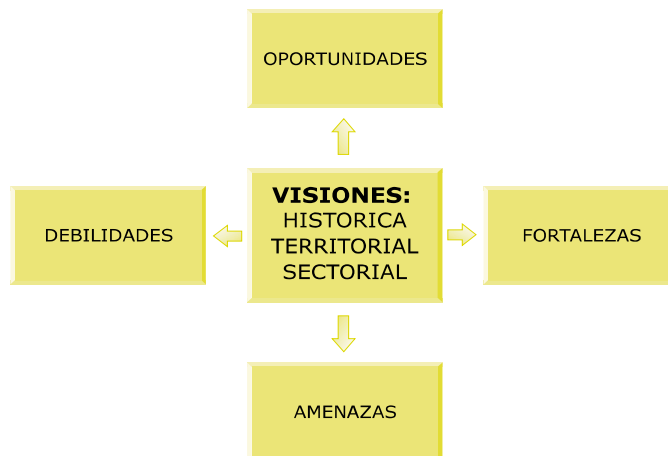 OPORTUNIDADES
VISIONES:
HISTORICA
TERRITORIAL
SECTORIAL
DEBILIDADES
FORTALEZAS
AMENAZAS